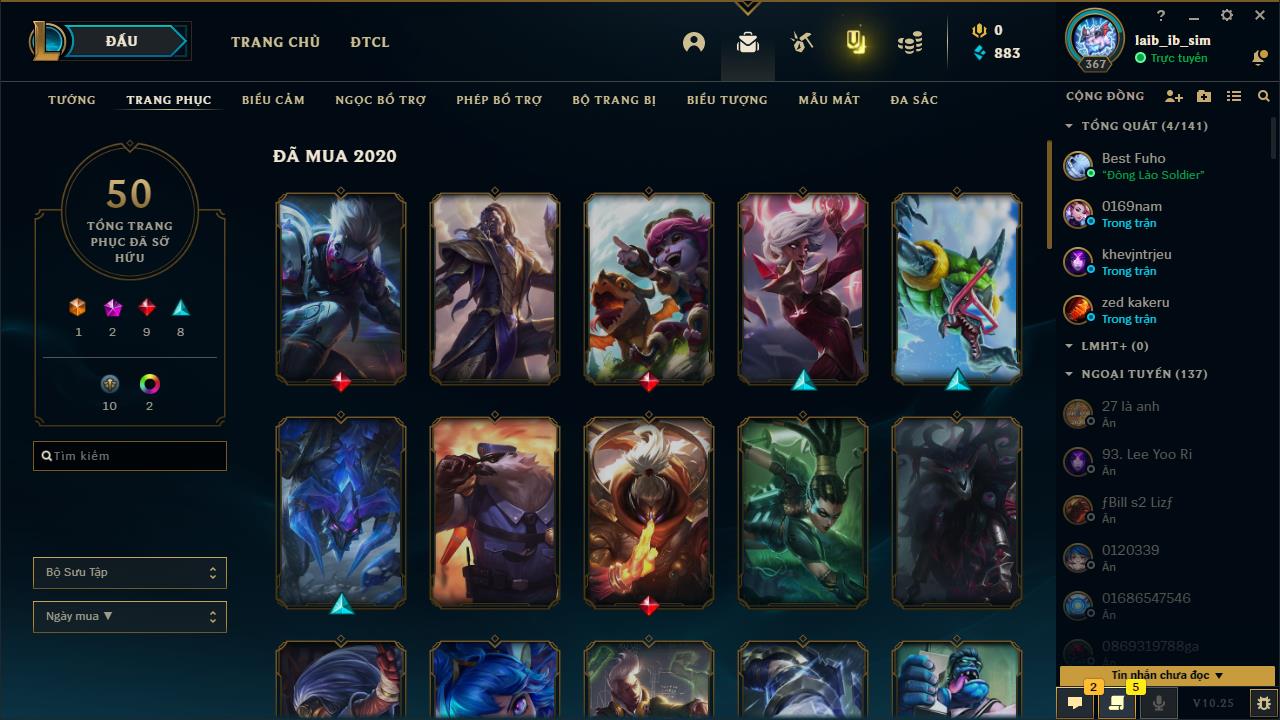 ĐẤU
TRANG CHỦ
ĐTCL
0
883
?
laib_ib_sim
Trực tuyến
367
TƯỚNG
TRANG PHỤC
BIỂU CẢM
NGỌC BỔ TRỢ
PHÉP BỔ TRỢ
BỘ TRANG BỊ
BIỂU TƯỢNG
MẪU MẮT
ĐA SẮC
CỘNG ĐỒNG
50
TỔNG TRANG
PHỤC ĐÃ SỞ
HỮU
1
2
9
8
10
2
Tìm kiếm
Bộ Sưu Tập
Ngày mua ▼
ĐÃ MUA 2020
TỔNG QUÁT (4/141)
Best Fuho
"Đông Lào Soldier"
0169nam
Trong trận
khevjntrjeu
Trong trận
zed kakeru
Trong trận
LMHT+ (0)
NGOẠI TUYẾN (137)
27 là anh
Ẩn
93. Lee Yoo Ri
Ẩn
ƒBill s2 Lizƒ
Ẩn
0120339
Ẩn
01686547546
Ẩn
0869319788ga
Ẩn
Tin nhắn chưa đọc ▼
2
5
V10.25